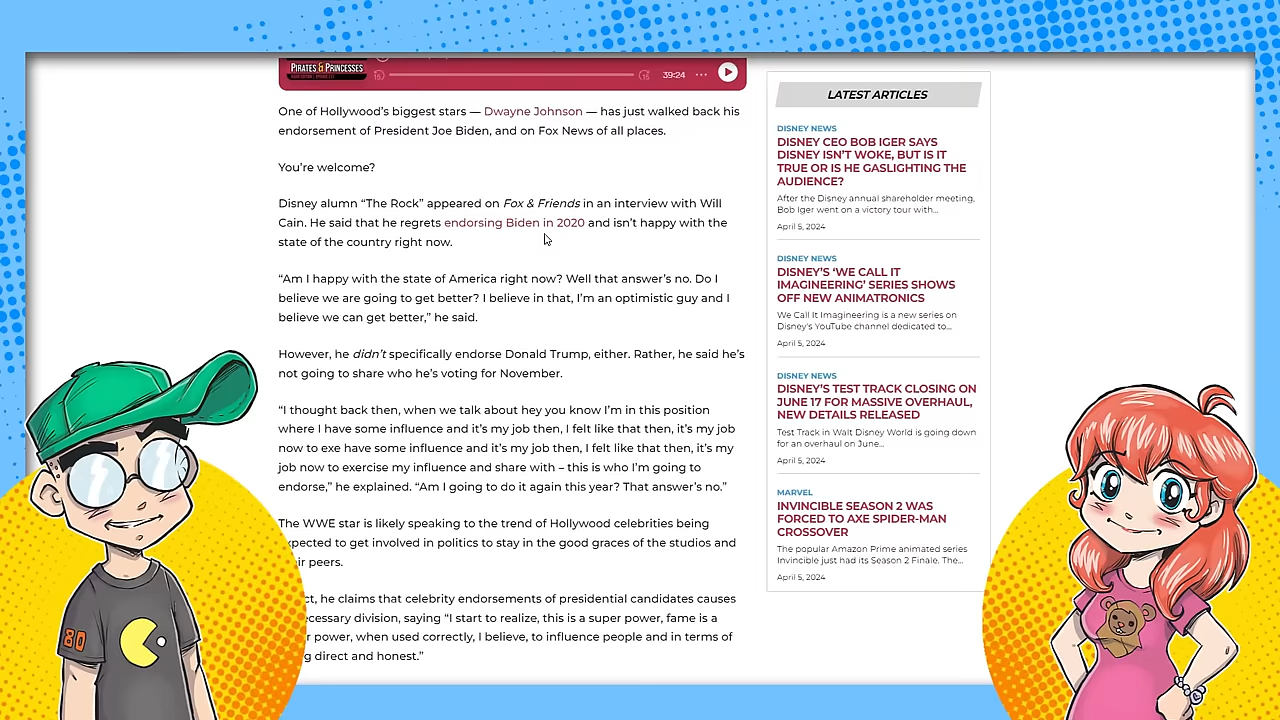 PIRATES & PRINCESSES
39:24
One of Hollywood's biggest stars — Dwayne Johnson — has just walked back his
endorsement of President Joe Biden, and on Fox News of all places.
You're welcome?
Disney alumn “The Rock” appeared on Fox & Friends in an interview with Will
Cain. He said that he regrets endorsing Biden in 2020 and isn't happy with the
state of the country right now.
“Am I happy with the state of America right now? Well that answer's no. Do I
believe we are going to get better? I believe in that, I'm an optimistic guy and I
believe we can get better,” he said.
However, he didn't specifically endorse Donald Trump, either. Rather, he said he's
not going to share who he's voting for November.
“I thought back then, when we talk about hey you know I'm in this position
where I have some influence and it's my job then, I felt like that then, it's my job
now to exe have some influence and it's my job then, I felt like that then, it's my
job now to exercise my influence and share with – this is who I'm going to
endorse,” he explained. “Am I going to do it again this year? That answer's no.”
The WWE star is likely speaking to the trend of Hollywood celebrities being
expected to get involved in politics to stay in the good graces of the studios and
ir peers.
ct, he claims that celebrity endorsements of presidential candidates causes
ecessary division, saying “I start to realize, this is a super power, fame is a
r power, when used correctly, I believe, to influence people and in terms of
g direct and honest.”
LATEST ARTICLES
DISNEY NEWS
DISNEY CEO BOB IGER SAYS
DISNEY ISN'T WOKE, BUT IS IT
TRUE OR IS HE GASLIGHTING THE
AUDIENCE?
After the Disney annual shareholder meeting,
Bob Iger went on a victory tour with...
April 5, 2024
DISNEY NEWS
DISNEY'S ‘WE CALL IT
IMAGINEERING’ SERIES SHOWS
OFF NEW ANIMATRONICS
We Call It Imagineering is a new series on
Disney's YouTube channel dedicated to...
April 5, 2024
DISNEY NEWS
DISNEY'S TEST TRACK CLOSING ON
JUNE 17 FOR MASSIVE OVERHAUL,
NEW DETAILS RELEASED
Test Track in Walt Disney World is going down
for an overhaul on June...
April 5, 2024
MARVEL
INVINCIBLE SEASON 2 WAS
FORCED TO AXE SPIDER-MAN
CROSSOVER
The popular Amazon Prime animated series
Invincible just had its Season 2 Finale. The...
April 5, 2024
80